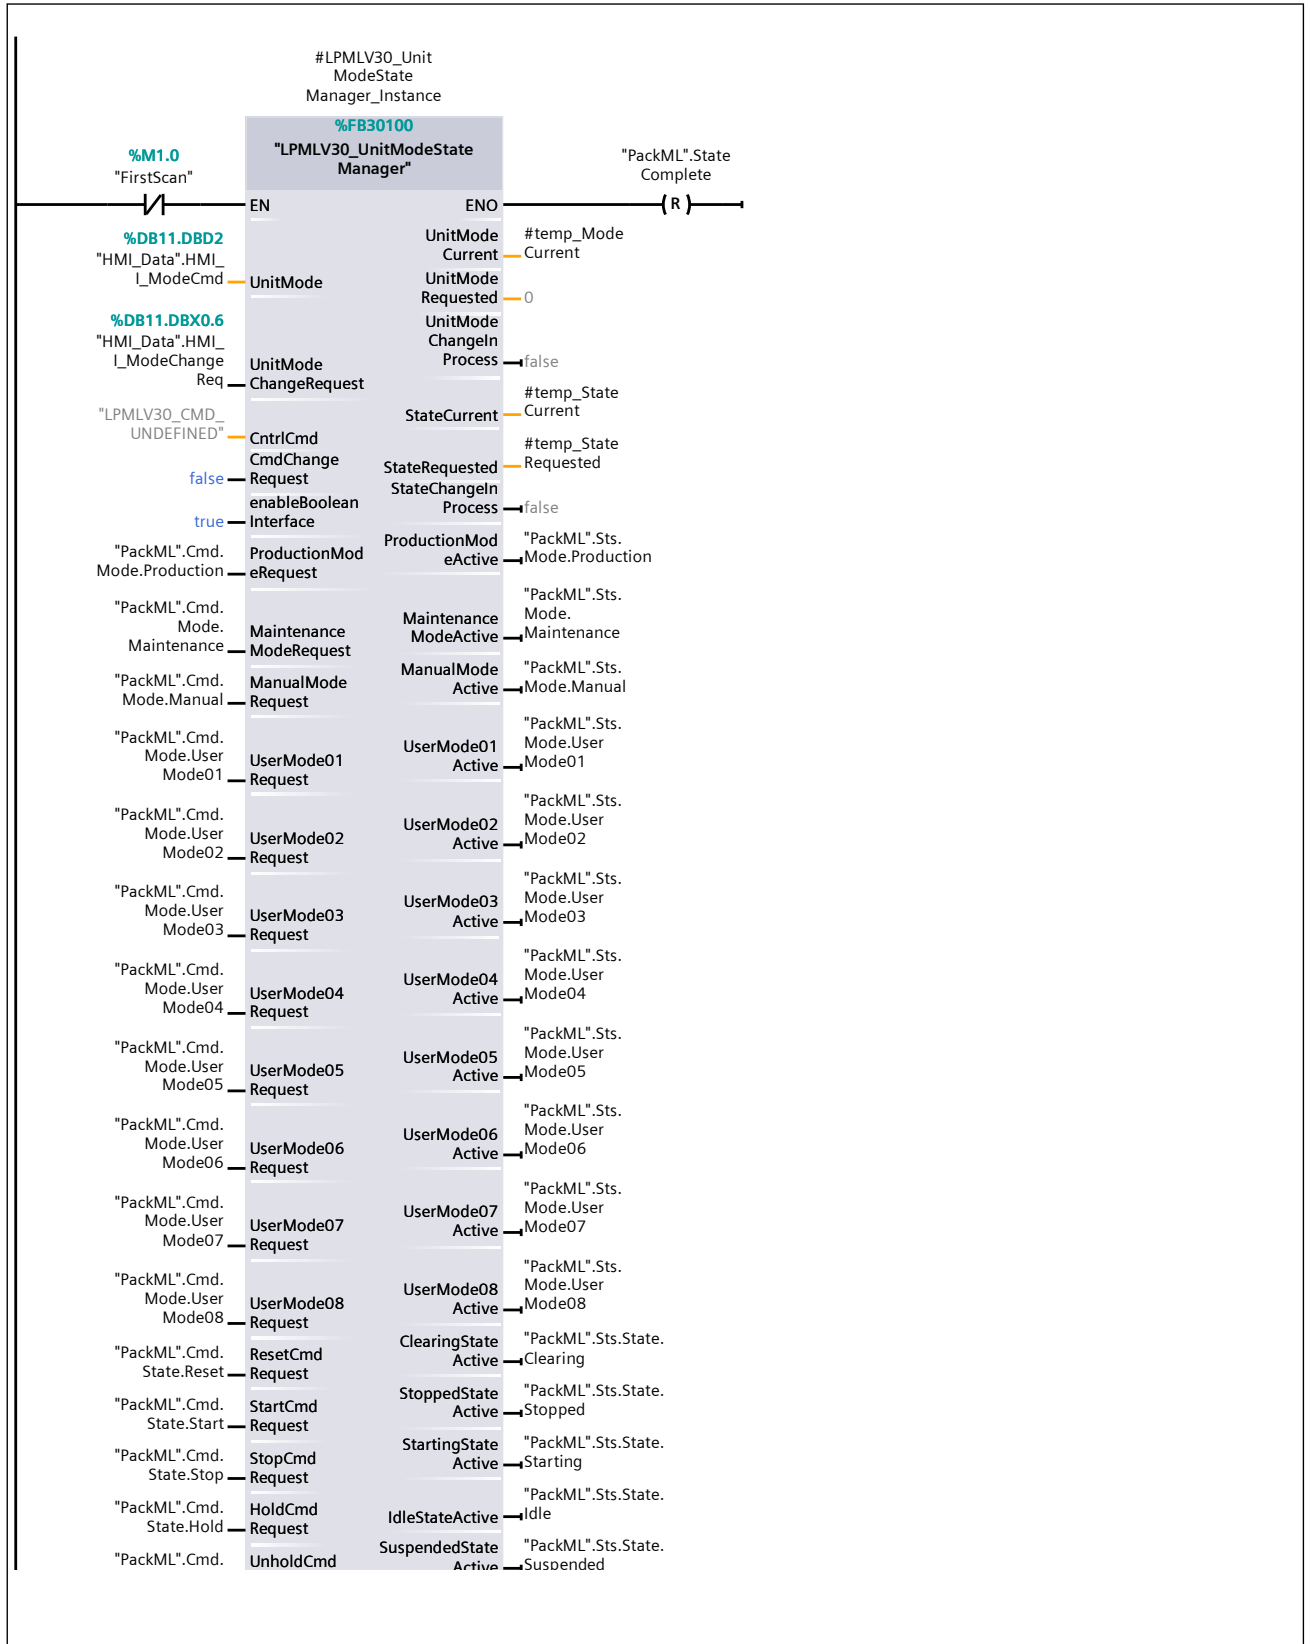 #LPMLV30_Unit
ModeState
Manager_Instance
%FB30100
"LPMLV30_UnitModeState
Manager"
%M1.0
"FirstScan"
"PackML".State
Complete
R
EN
ENO
%DB11.DBD2
"HMI_Data".HMI_
I_ModeCmd
UnitMode
UnitMode
Current
#temp_Mode
Current
UnitMode
Requested
0
%DB11.DBX0.6
"HMI_Data".HMI_
I_ModeChange
Req
UnitMode
ChangeRequest
UnitMode
ChangeIn
Process
false
"LPMLV30_CMD_
UNDEFINED"
CntrlCmd
StateCurrent
#temp_State
Current
false
CmdChange
Request
StateRequested
#temp_State
Requested
true
enableBoolean
Interface
StateChangeIn
Process
false
"PackML".Cmd.
Mode.Production
ProductionMod
eRequest
ProductionMod
eActive
"PackML".Sts.
Mode.Production
"PackML".Cmd.
Mode.
Maintenance
Maintenance
ModeRequest
Maintenance
ModeActive
"PackML".Sts.
Mode.
Maintenance
"PackML".Cmd.
Mode.Manual
ManualMode
Request
ManualMode
Active
"PackML".Sts.
Mode.Manual
"PackML".Cmd.
Mode.User
Mode01
UserMode01
Request
UserMode01
Active
"PackML".Sts.
Mode.User
Mode01
"PackML".Cmd.
Mode.User
Mode02
UserMode02
Request
UserMode02
Active
"PackML".Sts.
Mode.User
Mode02
"PackML".Cmd.
Mode.User
Mode03
UserMode03
Request
UserMode03
Active
"PackML".Sts.
Mode.User
Mode03
"PackML".Cmd.
Mode.User
Mode04
UserMode04
Request
UserMode04
Active
"PackML".Sts.
Mode.User
Mode04
"PackML".Cmd.
Mode.User
Mode05
UserMode05
Request
UserMode05
Active
"PackML".Sts.
Mode.User
Mode05
"PackML".Cmd.
Mode.User
Mode06
UserMode06
Request
UserMode06
Active
"PackML".Sts.
Mode.User
Mode06
"PackML".Cmd.
Mode.User
Mode07
UserMode07
Request
UserMode07
Active
"PackML".Sts.
Mode.User
Mode07
"PackML".Cmd.
Mode.User
Mode08
UserMode08
Request
UserMode08
Active
"PackML".Sts.
Mode.User
Mode08
"PackML".Cmd.
State.Reset
ResetCmd
Request
ClearingState
Active
"PackML".Sts.State.
Clearing
"PackML".Cmd.
State.Start
StartCmd
Request
StoppedState
Active
"PackML".Sts.State.
Stopped
"PackML".Cmd.
State.Stop
StopCmd
Request
StartingState
Active
"PackML".Sts.State.
Starting
"PackML".Cmd.
State.Hold
HoldCmd
Request
IdleStateActive
"PackML".Sts.State.
Idle
"PackML".Cmd.
UnholdCmd
SuspendedState
Active
"PackML".Sts.State.
Suspended